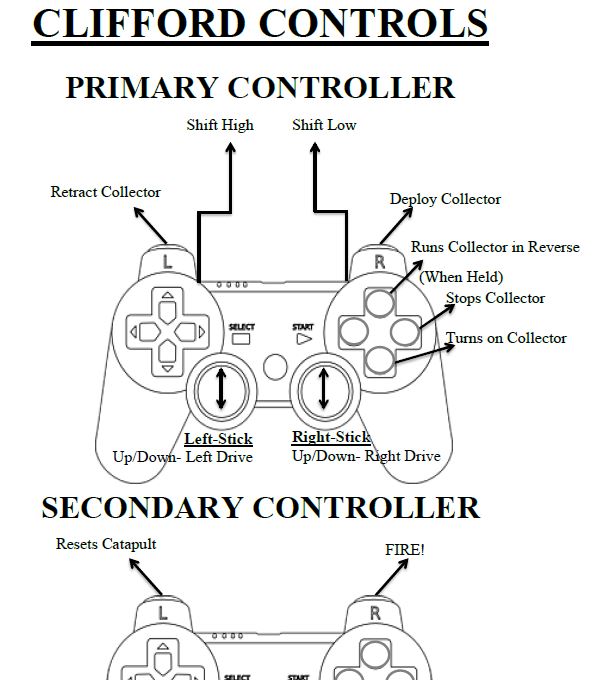 CLIFFORD CONTROLS
PRIMARY CONTROLLER
Shift High Shift Low
Retract Collector
Deploy Collector
L R
Runs Collector in Reverse
(When Held)
Stops Collector
SELECT START
Turns on Collector
Left-Stick Right-Stick
Up/Down- Left Drive Up/Down- Right Drive
SECONDARY CONTROLLER
Resets Catapult
FIRE!
L R
SELECT START